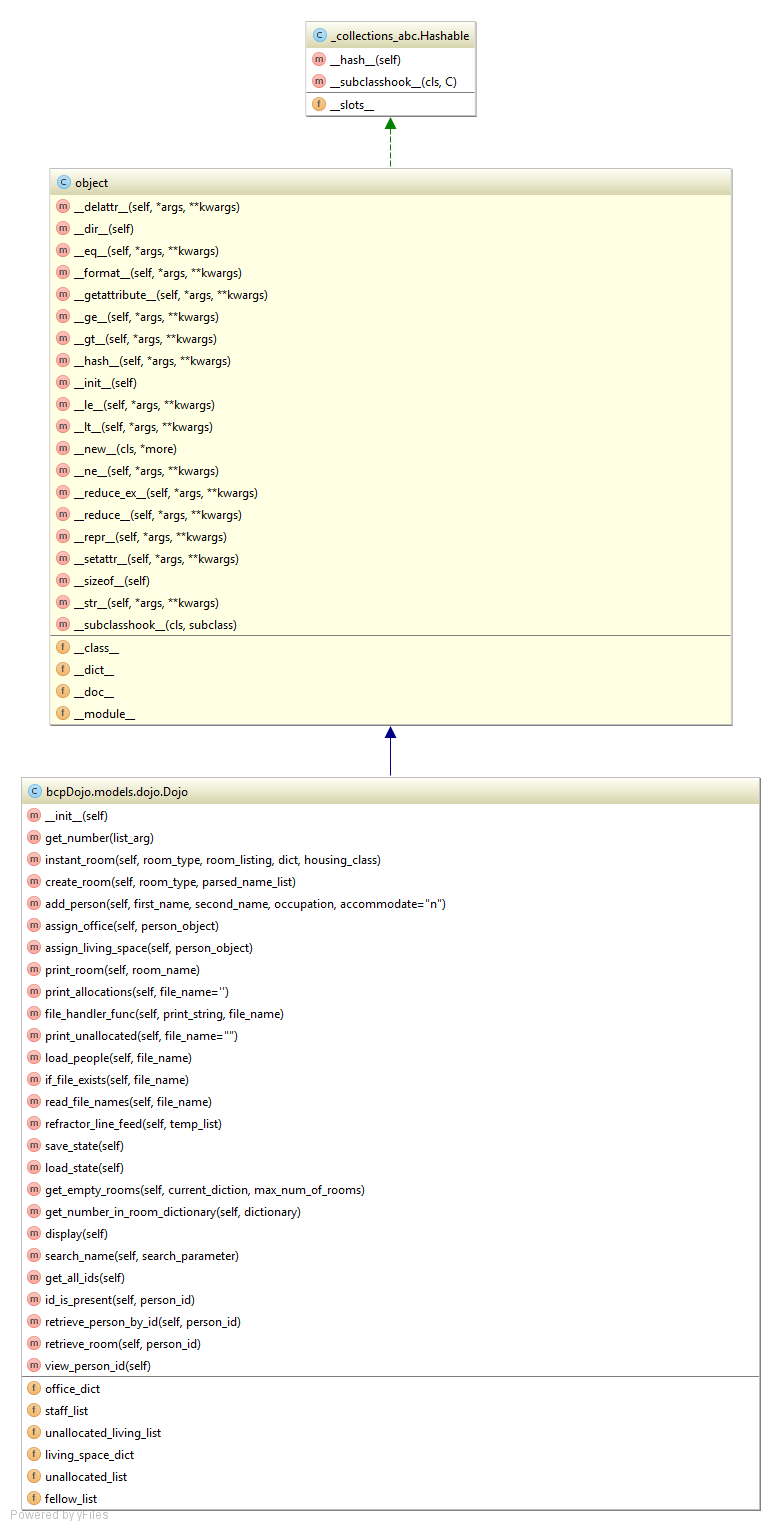 C _collections_abc.Hashable
m __hash__(self)
m __subclasshook__(cls, C)
f __slots__
C object
m __delattr__(self, *args, **kwargs)
m __dir__(self)
m __eq__(self, *args, **kwargs)
m __format__(self, *args, **kwargs)
m __getattribute__(self, *args, **kwargs)
m __ge__(self, *args, **kwargs)
m __gt__(self, *args, **kwargs)
m __hash__(self, *args, **kwargs)
m __init__(self)
m __le__(self, *args, **kwargs)
m __lt__(self, *args, **kwargs)
m __new__(cls, *more)
m __ne__(self, *args, **kwargs)
m __reduce_ex__(self, *args, **kwargs)
m __reduce__(self, *args, **kwargs)
m __repr__(self, *args, **kwargs)
m __setattr__(self, *args, **kwargs)
m __sizeof__(self)
m __str__(self, *args, **kwargs)
m __subclasshook__(cls, subclass)
f __class__
f __dict__
f __doc__
f __module__
C bcpDojo.models.dojo.Dojo
m __init__(self)
m get_number(list_arg)
m instant_room(self, room_type, room_listing, dict, housing_class)
m create_room(self, room_type, parsed_name_list)
m add_person(self, first_name, second_name, occupation, accommodate="n")
m assign_office(self, person_object)
m assign_living_space(self, person_object)
m print_room(self, room_name)
m print_allocations(self, file_name='')
m file_handler_func(self, print_string, file_name)
m print_unallocated(self, file_name="")
m load_people(self, file_name)
m if_file_exists(self, file_name)
m read_file_names(self, file_name)
m refractor_line_feed(self, temp_list)
m save_state(self)
m load_state(self)
m get_empty_rooms(self, current_diction, max_num_of_rooms)
m get_number_in_room_dictionary(self, dictionary)
m display(self)
m search_name(self, search_parameter)
m get_all_ids(self)
m id_is_present(self, person_id)
m retrieve_person_by_id(self, person_id)
m retrieve_room(self, person_id)
m view_person_id(self)
f office_dict
f staff_list
f unallocated_living_list
f living_space_dict
f unallocated_list
f fellow_list
Powered by yFiles